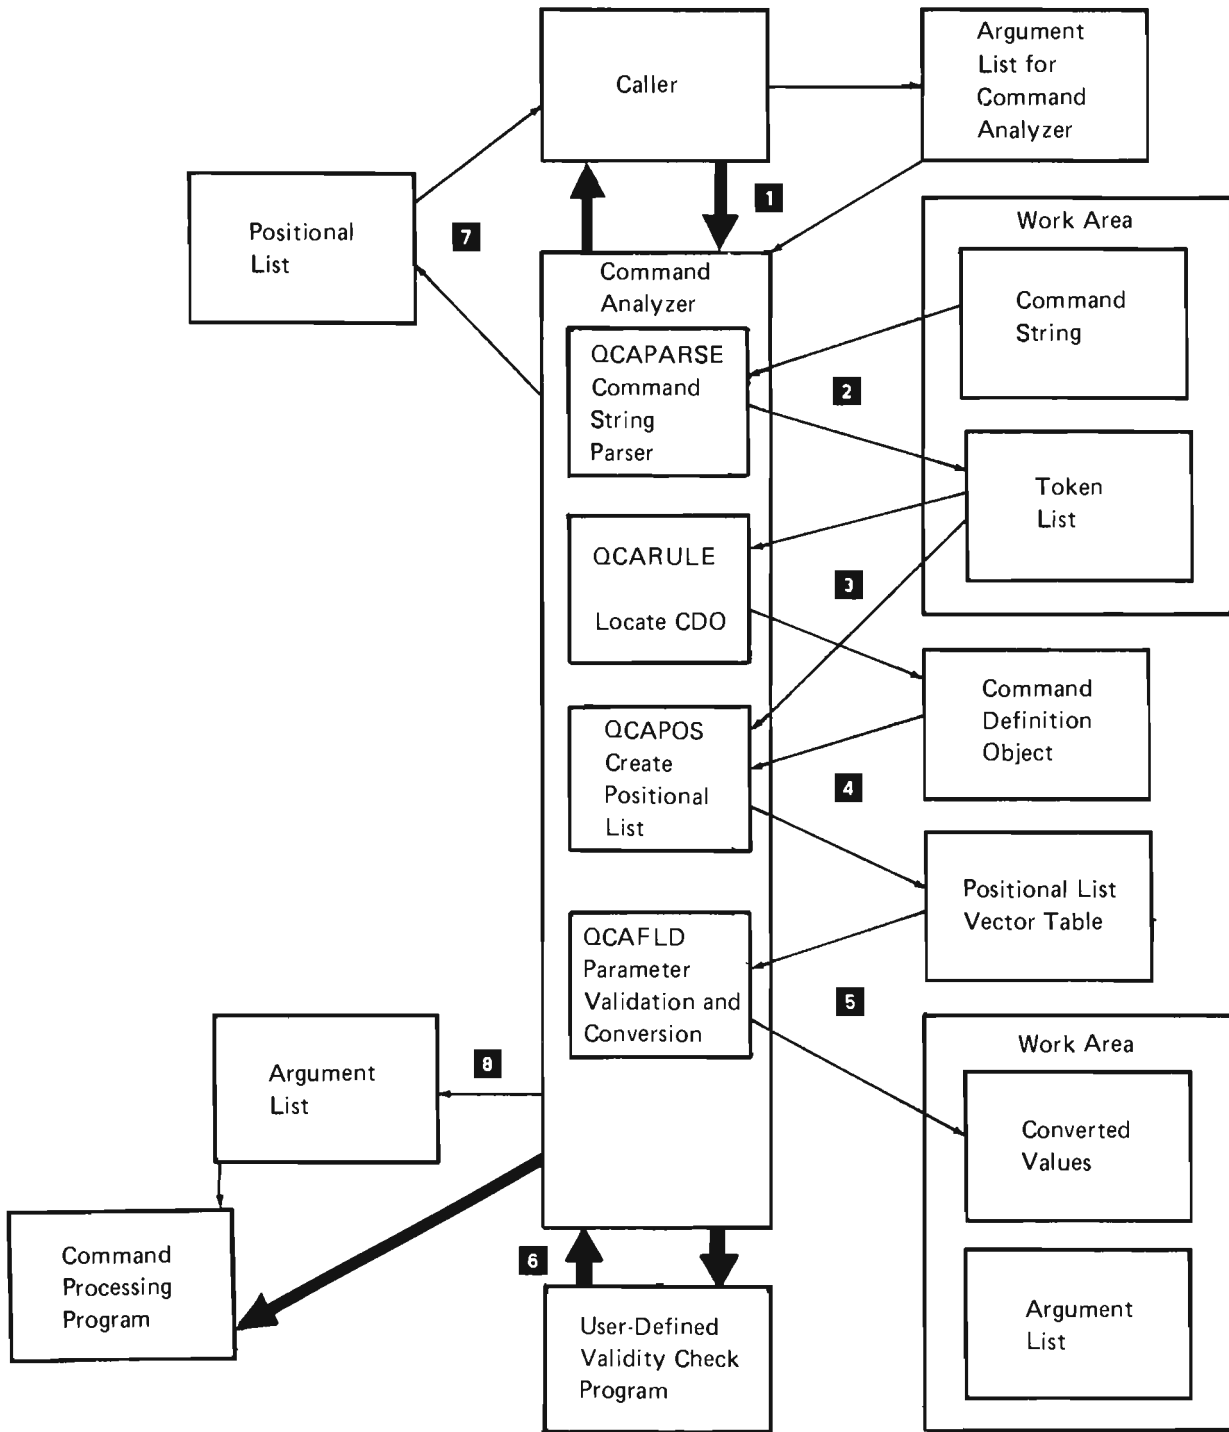 Caller
Argument
List for
Command
Analyzer
1
Positional
List
7
Work Area
Command
Analyzer
Command
String
QCAPARSE
Command
String
Parser
2
Token
List
QCARULE
Locate CDO
3
Command
Definition
Object
QCAPOS
Create
Positional
List
4
Positional List
Vector Table
QCAFLD
Parameter
Validation and
Conversion
5
Work Area
8
Argument
List
Converted
Values
Command
Processing
Program
6
User-Defined
Validity Check
Program
Argument
List